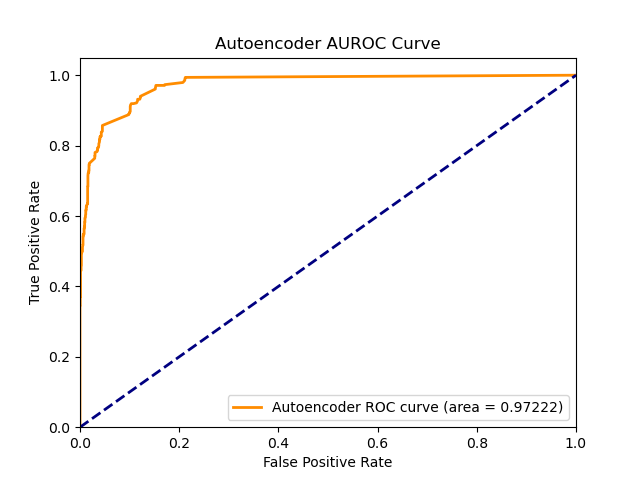 Autoencoder AUROC Curve
1.0
0.8
0.6
0.4
0.2
0.0
True Positive Rate
Autoencoder ROC curve (area = 0.97222)
0.0 0.2 0.4 0.6 0.8 1.0
False Positive Rate